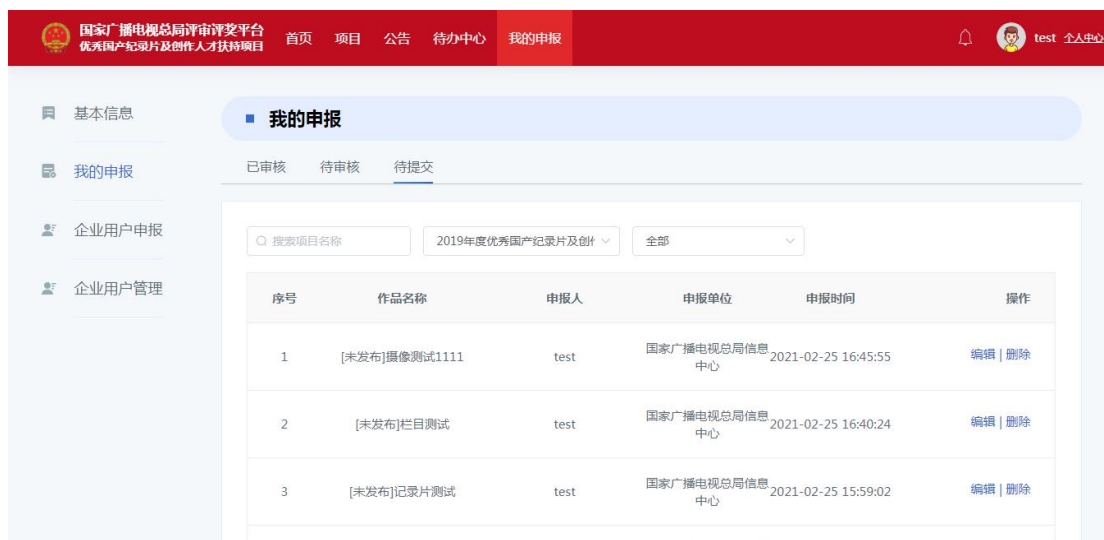 国家广播电视总局评审评奖平台
优秀国产纪录片及创作人才扶持项目
首页 项目 公告 待办中心 我的申报
test 个人中心
基本信息
我的申报
企业用户申报
企业用户管理
我的申报
已审核 待审核 待提交
搜索项目名称 2019年度优秀国产纪录片及创作 全部
序号 作品名称 申报人 申报单位 申报时间 操作
1 [未发布]摄像测试1111 test 国家广播电视总局信息 2021-02-25 16:45:55 编辑 | 删除
中心
2 [未发布]栏目测试 test 国家广播电视总局信息 2021-02-25 16:40:24 编辑 | 删除
中心
3 [未发布]记录片测试 test 国家广播电视总局信息 2021-02-25 15:59:02 编辑 | 删除
中心